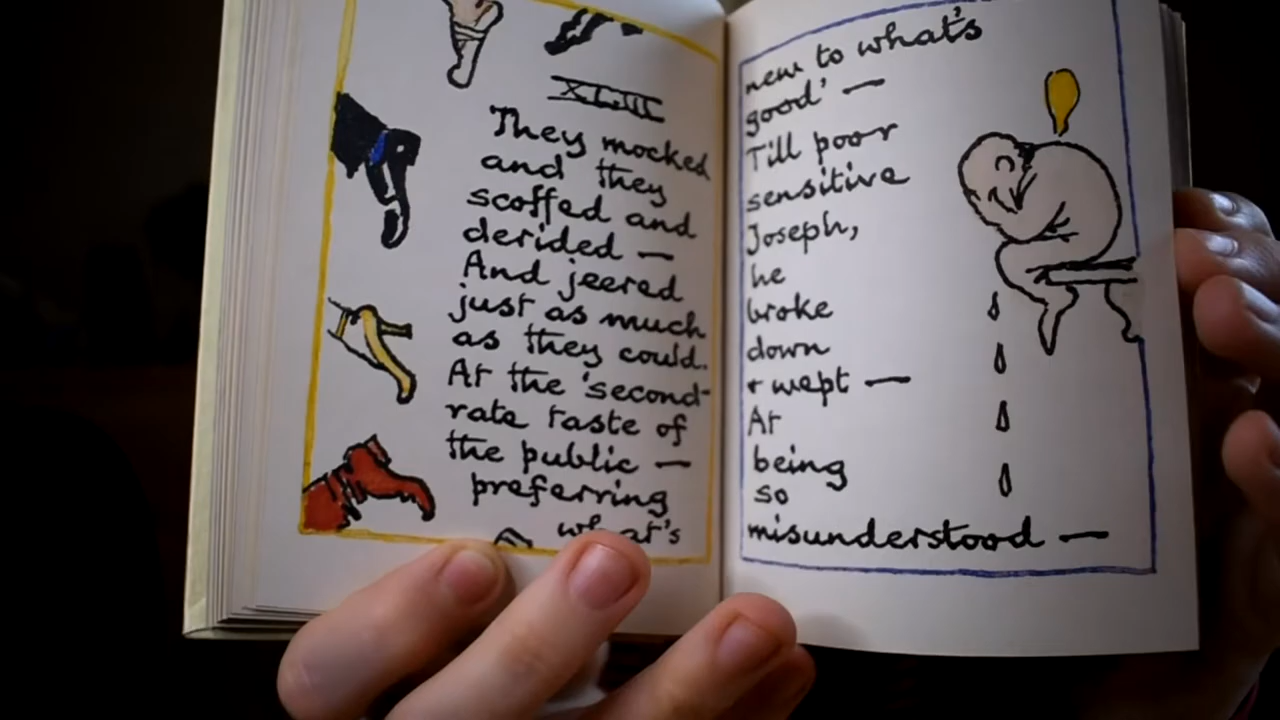 XLIII
They mocked
and they
scoffed and
derided —
And jeered
just as much
as they could.
At the 'second-
rate taste of
the public —
preferring
what's
new to what's
good' —
Till poor
sensitive
Joseph,
he
broke
down
+ wept —
At
being
so
misunderstood —